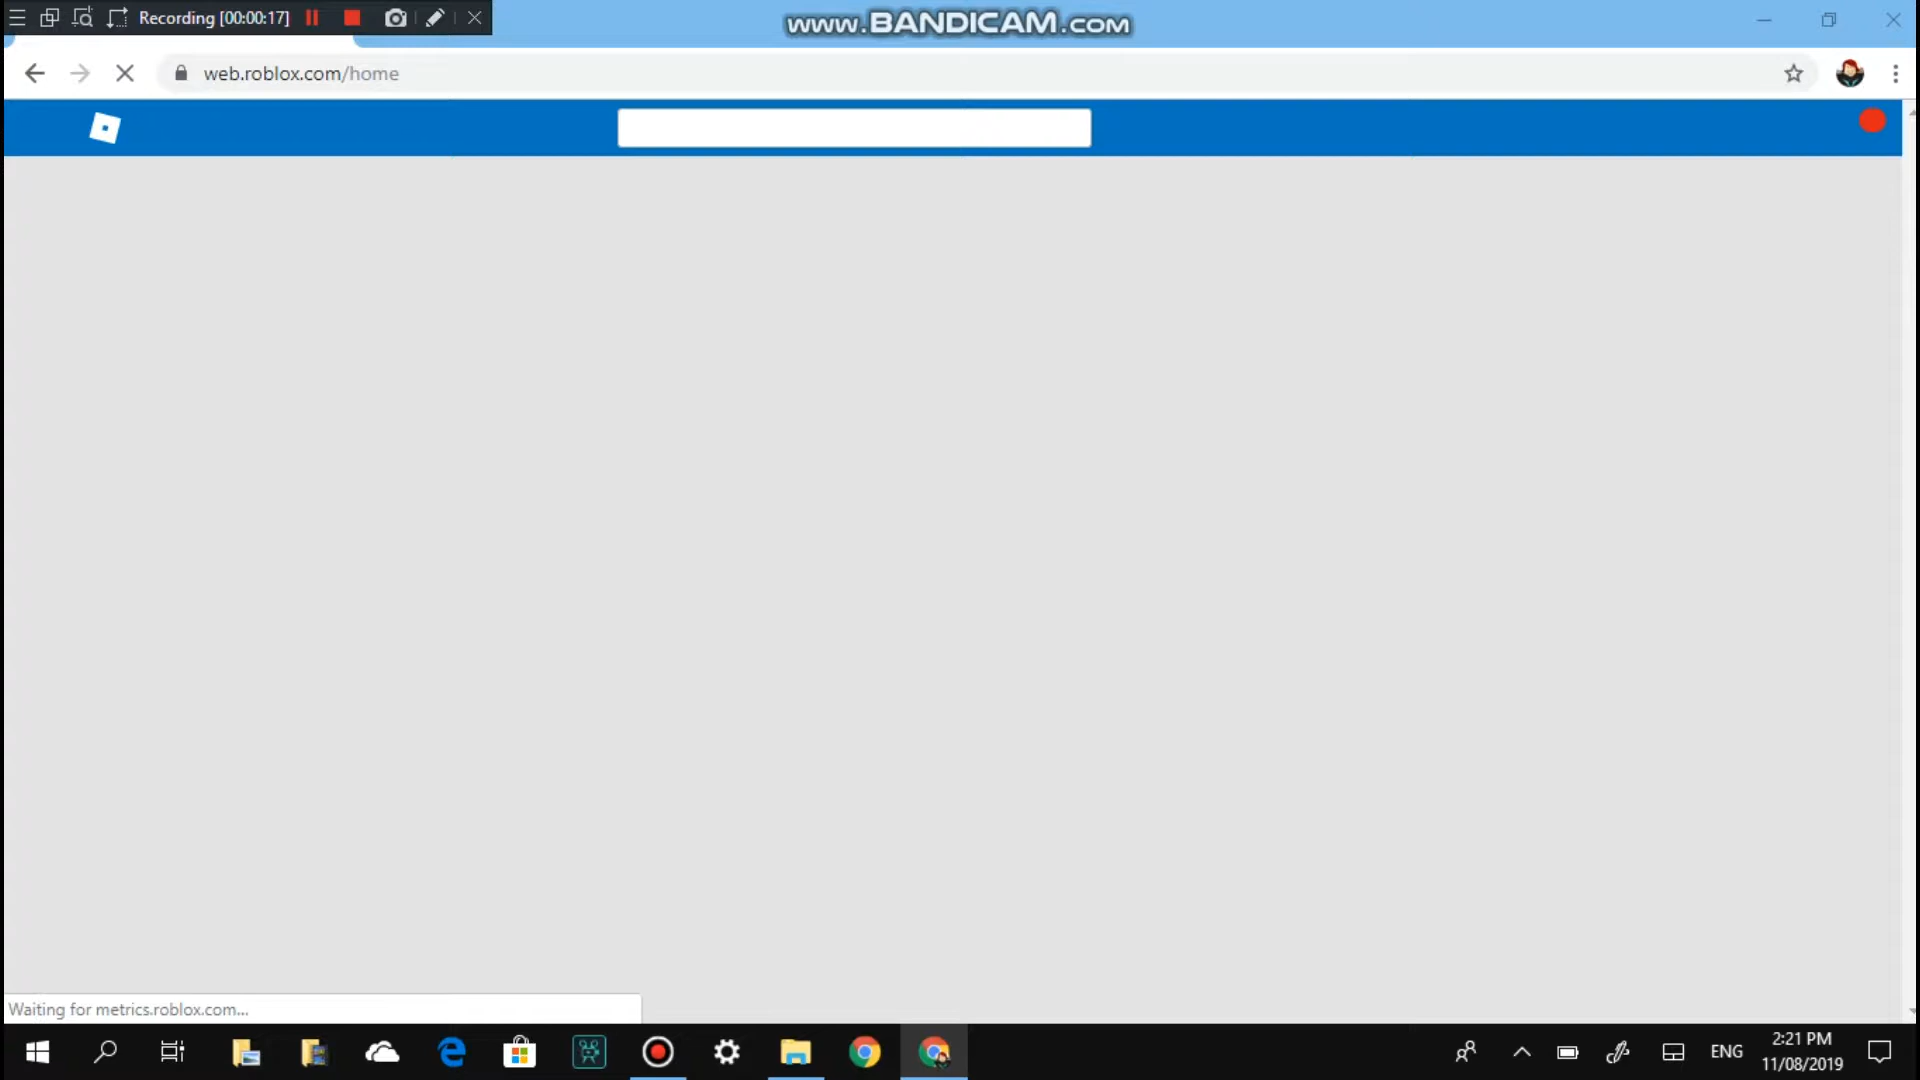 Recording [00:00:17]
www.BANDICAM.com
web.roblox.com/home
Waiting for metrics.roblox.com...
ENG
2:21 PM
11/08/2019